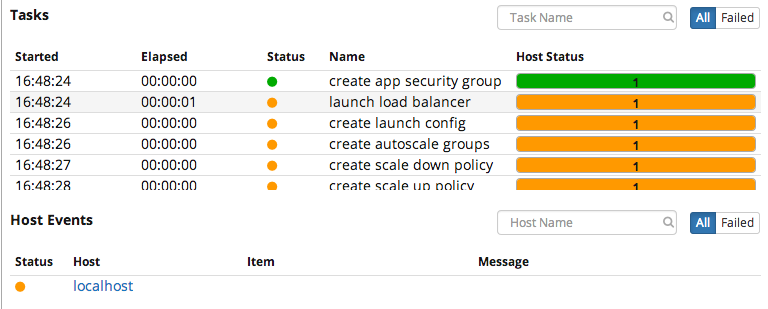 Tasks Task Name All Failed
Started Elapsed Status Name Host Status
16:48:24 00:00:00 create app security group 1
16:48:24 00:00:01 launch load balancer 1
16:48:26 00:00:00 create launch config 1
16:48:26 00:00:00 create autoscale groups 1
16:48:27 00:00:00 create scale down policy 1
16:48:28 00:00:00 create scale up policy 1
Host Events Host Name All Failed
Status Host Item Message
localhost